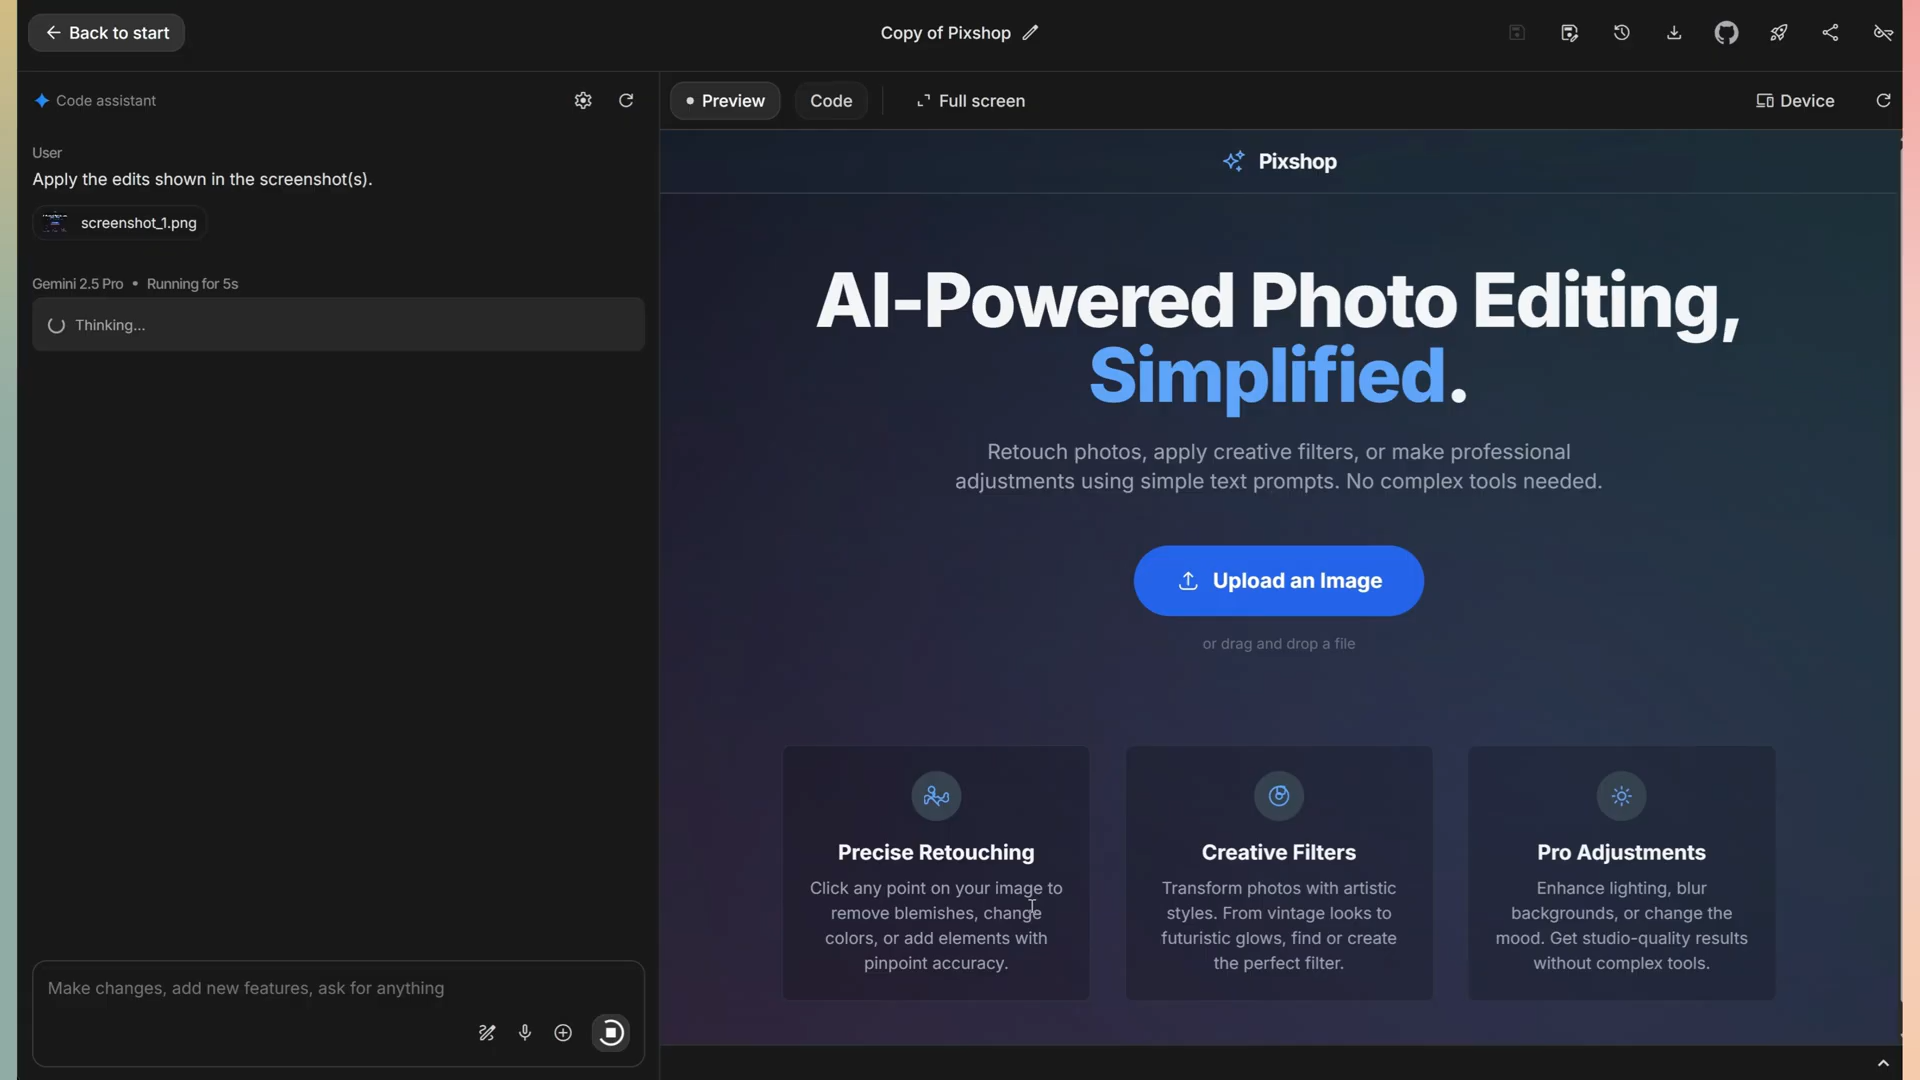 Back to start
Copy of Pixshop
Code assistant
Preview
Code
Full screen
Device
User
Apply the edits shown in the screenshot(s).
screenshot_1.png
Gemini 2.5 Pro • Running for 5s
Thinking...
Make changes, add new features, ask for anything
Pixshop
AI-Powered Photo Editing,
Simplified.
Retouch photos, apply creative filters, or make professional
adjustments using simple text prompts. No complex tools needed.
Upload an Image
or drag and drop a file
Precise Retouching
Click any point on your image to
remove blemishes, change
colors, or add elements with
pinpoint accuracy.
Creative Filters
Transform photos with artistic
styles. From vintage looks to
futuristic glows, find or create
the perfect filter.
Pro Adjustments
Enhance lighting, blur
backgrounds, or change the
mood. Get studio-quality results
without complex tools.